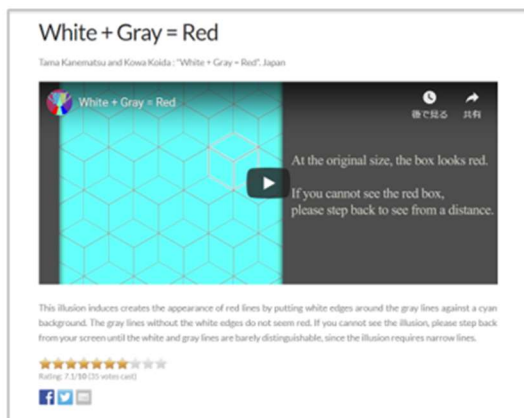 White + Gray = Red
Tama Kanematsu and Kowa Koida : "White + Gray = Red". Japan
White + Gray = Red
後で見る 共有
At the original size, the box looks red.
If you cannot see the red box,
please step back to see from a distance.
This illusion induces creates the appearance of red lines by putting white edges around the gray lines against a cyan
background. The gray lines without the white edges do not seem red. If you cannot see the illusion, please step back
from your screen until the white and gray lines are barely distinguishable, since the illusion requires narrow lines.
Rating: 7.1/10 (35 votes cast)